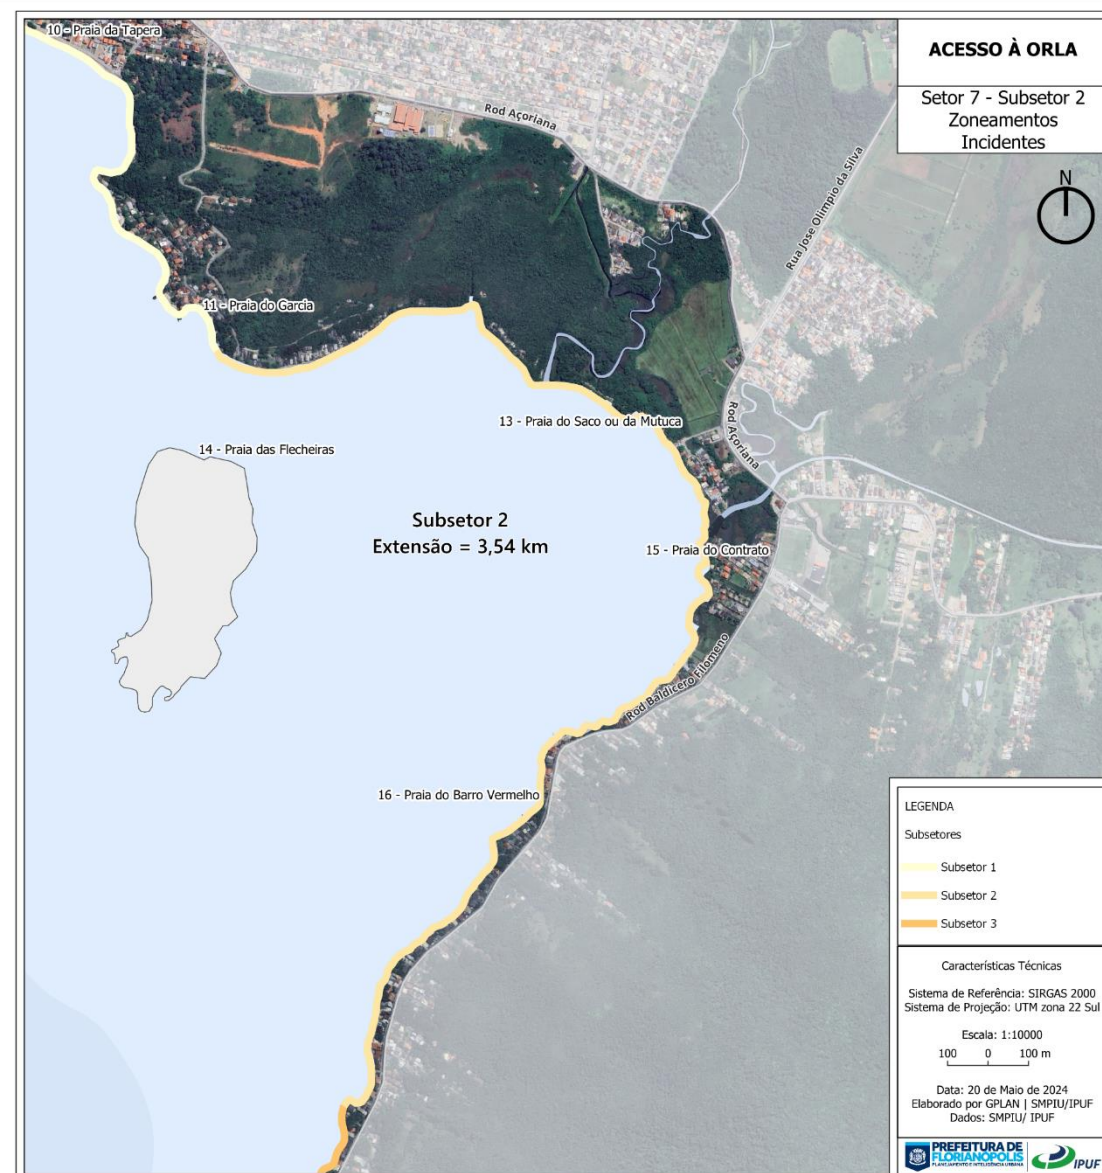 10 - Praia da Tapera
ACESSO À ORLA
Setor 7 - Subsetor 2
Zoneamentos
Incidentes
N
Rod Açoriana
Rua Jose Olimpio da Silva
11 - Praia do Garcia
13 - Praia do Saco ou da Mutuca
Rod Açoriana
14 - Praia das Flecheiras
Subsetor 2
Extensão = 3,54 km
15 - Praia do Contrato
Rod Baldicero Filomeno
16 - Praia do Barro Vermelho
LEGENDA
Subsetores
Subsetor 1
Subsetor 2
Subsetor 3
Características Técnicas
Sistema de Referência: SIRGAS 2000
Sistema de Projeção: UTM zona 22 Sul
Escala: 1:10000
100 0 100 m
Data: 20 de Maio de 2024
Elaborado por GPLAN | SMPIU/IPUF
Dados: SMPIU/ IPUF
PREFEITURA DE
FLORIANÓPOLIS
PLANEJAMENTO E INTELIGÊNCIA URBANA
IPUF